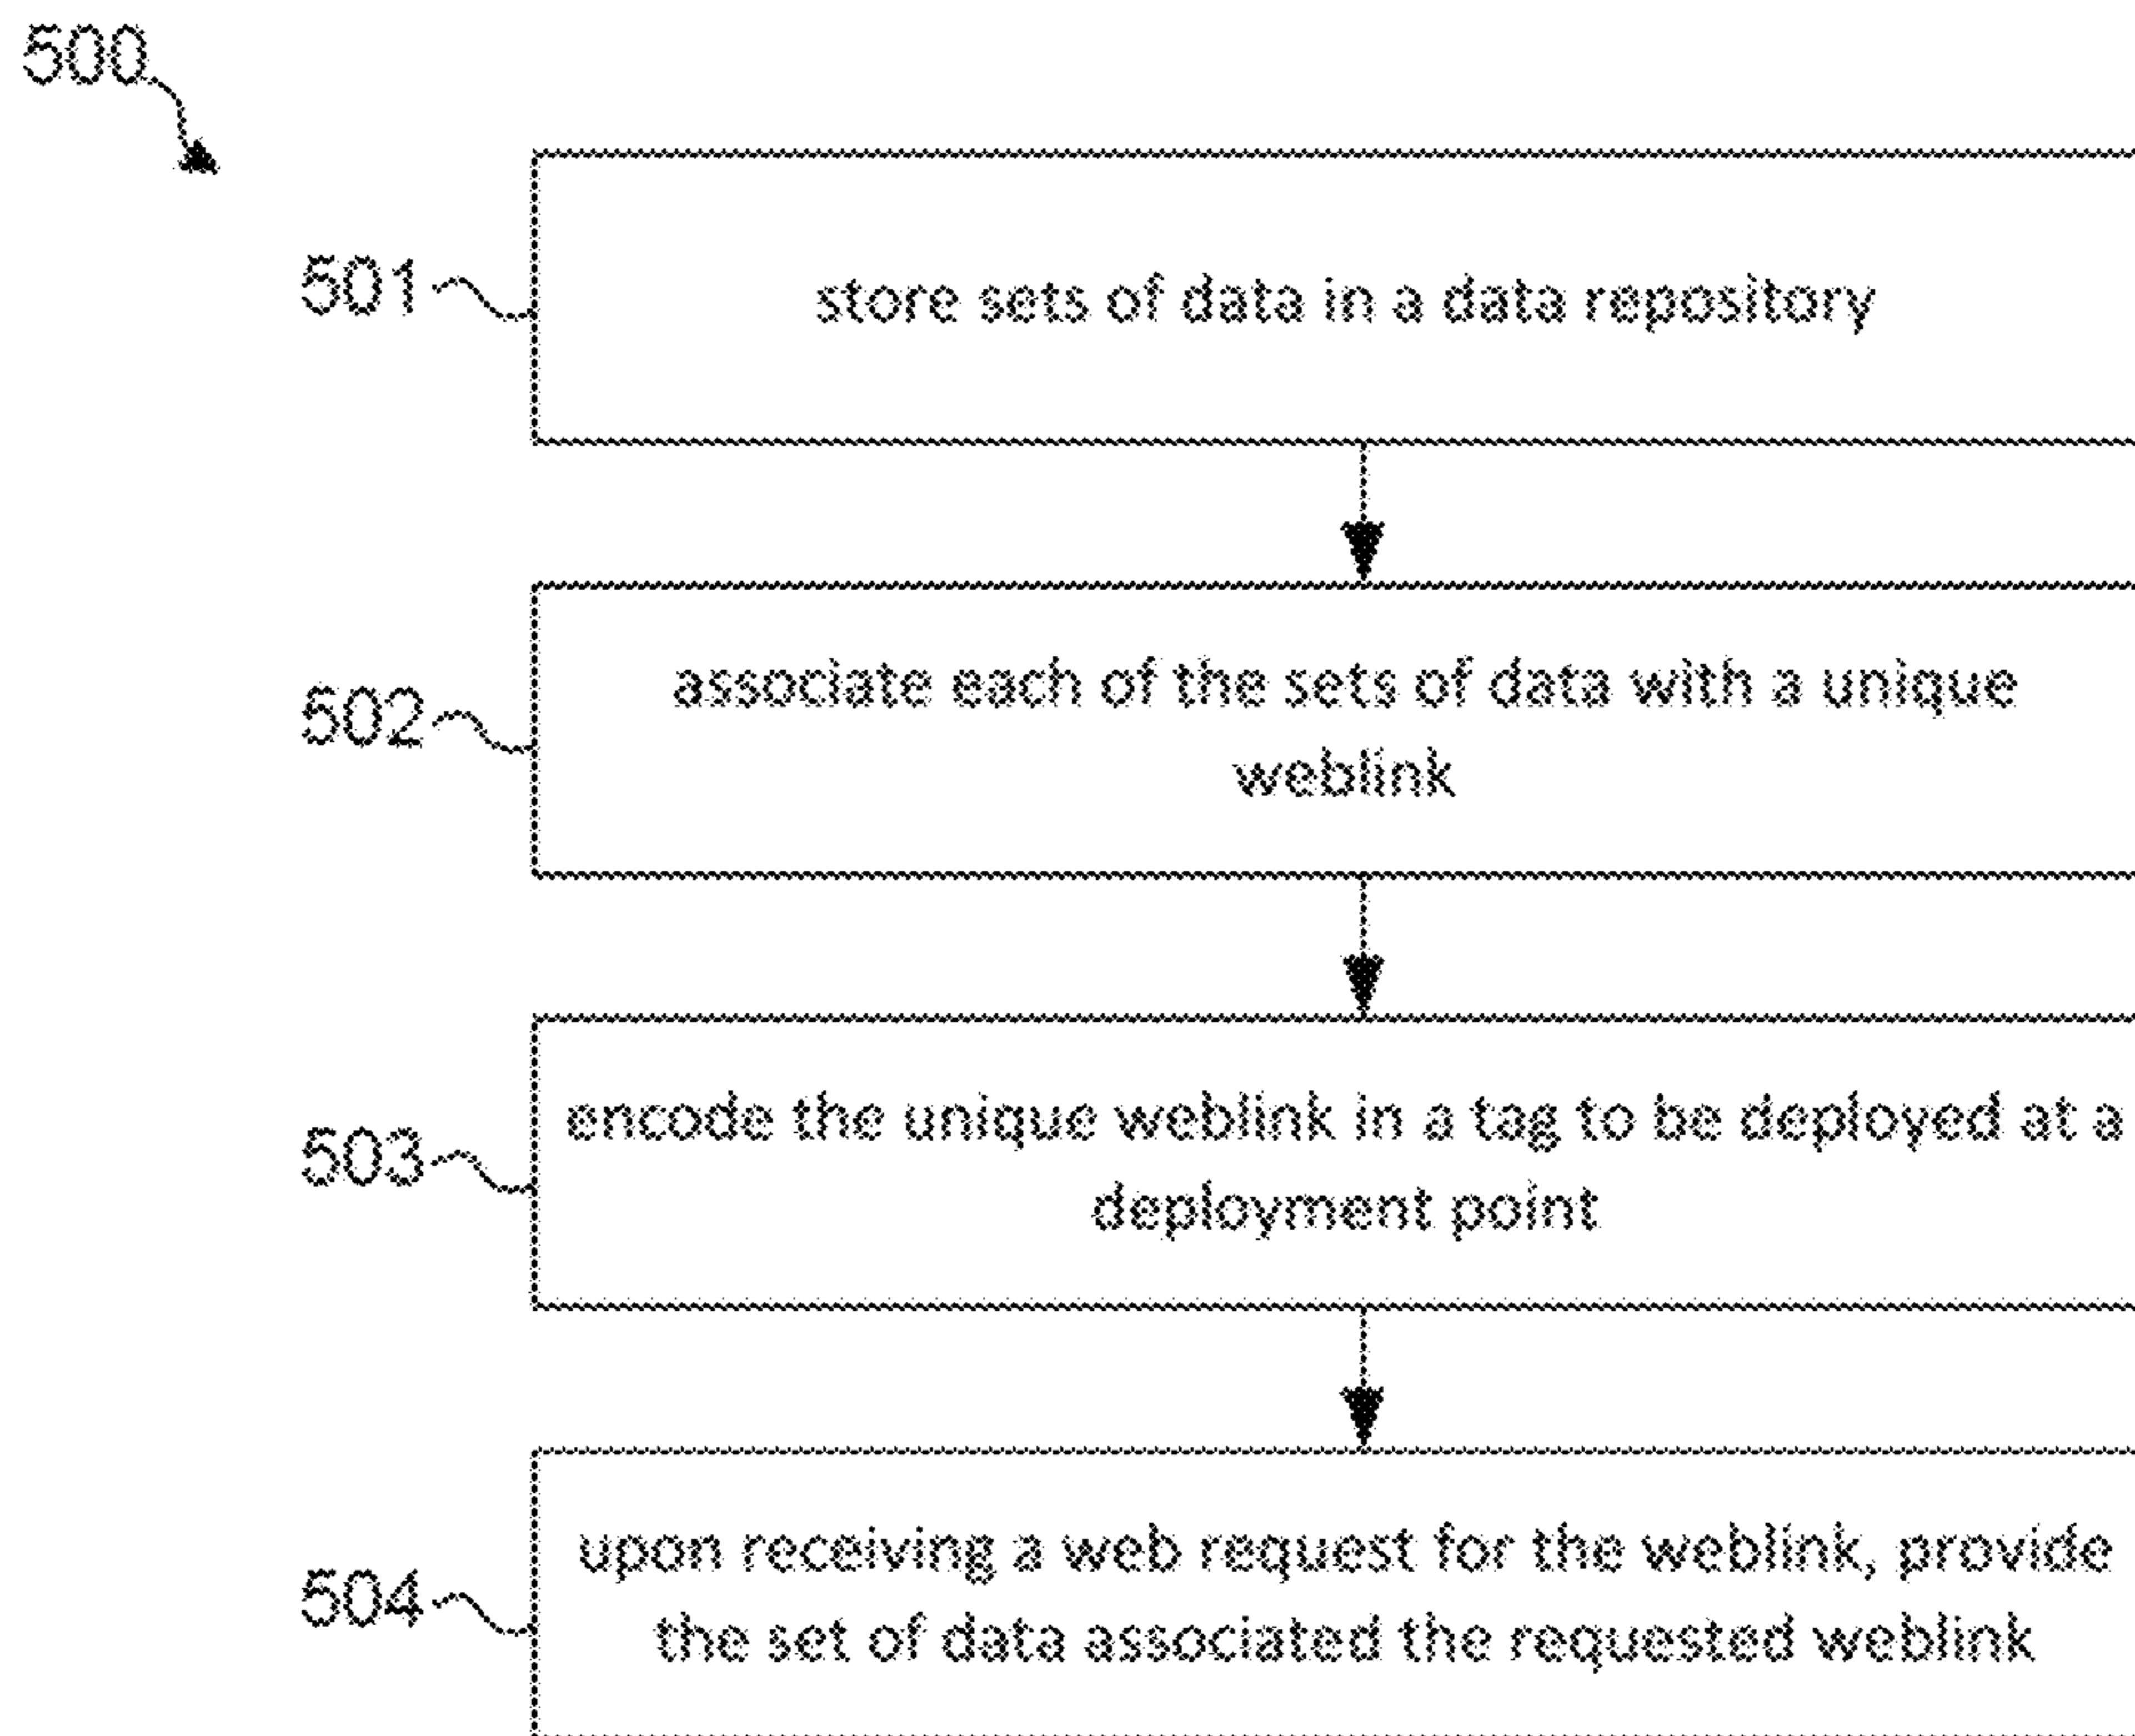 500
501
store sets of data in a data repository
502
associate each of the sets of data with a unique
weblink
503
encode the unique weblink in a tag to be deployed at a
deployment point
504
upon receiving a web request for the weblink, provide
the set of data associated the requested weblink